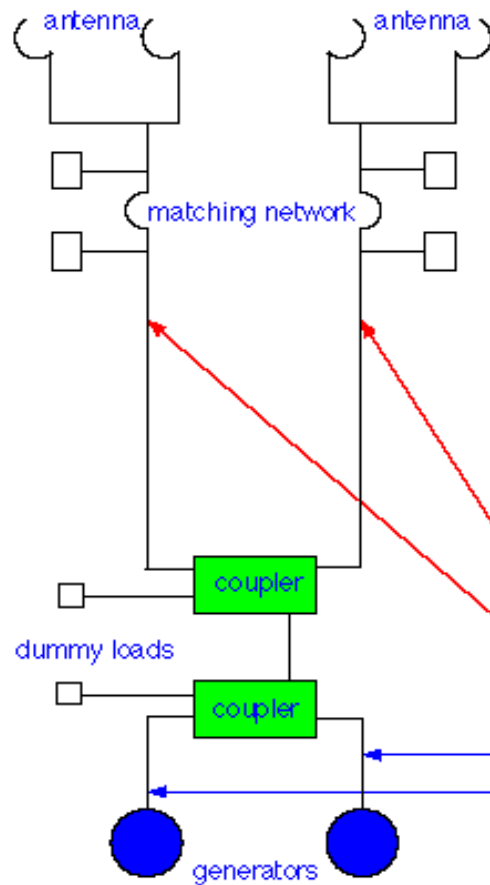 antenna
antenna
matching network
coupler
dummy loads
coupler
generators